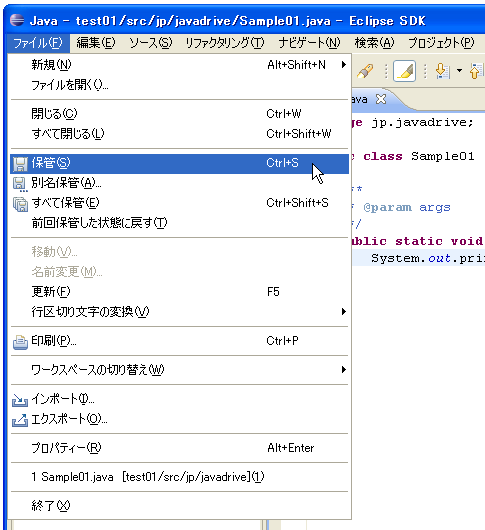 Java - test01/src/jp/javadrive/Sample01.java - Eclipse SDK
ファイル(F) 編集(E) ソース(S) リファクタリング(T) ナビゲート(N) 検索(A) プロジェクト(P)
新規(N) Alt+Shift+N
ファイルを開く(.)...
閉じる(C) Ctrl+W
すべて閉じる(L) Ctrl+Shift+W
保管(S) Ctrl+S
別名保管(A)...
すべて保管(E) Ctrl+Shift+S
前回保管した状態に戻す(T)
移動(V)...
名前変更(M)...
更新(F) F5
行区切り文字の変換(V)
印刷(P)... Ctrl+P
ワークスペースの切り替え(W)
インポート(I)...
エクスポート(O)...
プロパティー(R) Alt+Enter
1 Sample01.java [test01/src/jp/javadrive](1)
終了(X)
ava
ge jp.javadrive;
c class Sample01
**
* @param args
*/
ublic static void
System.out.pri